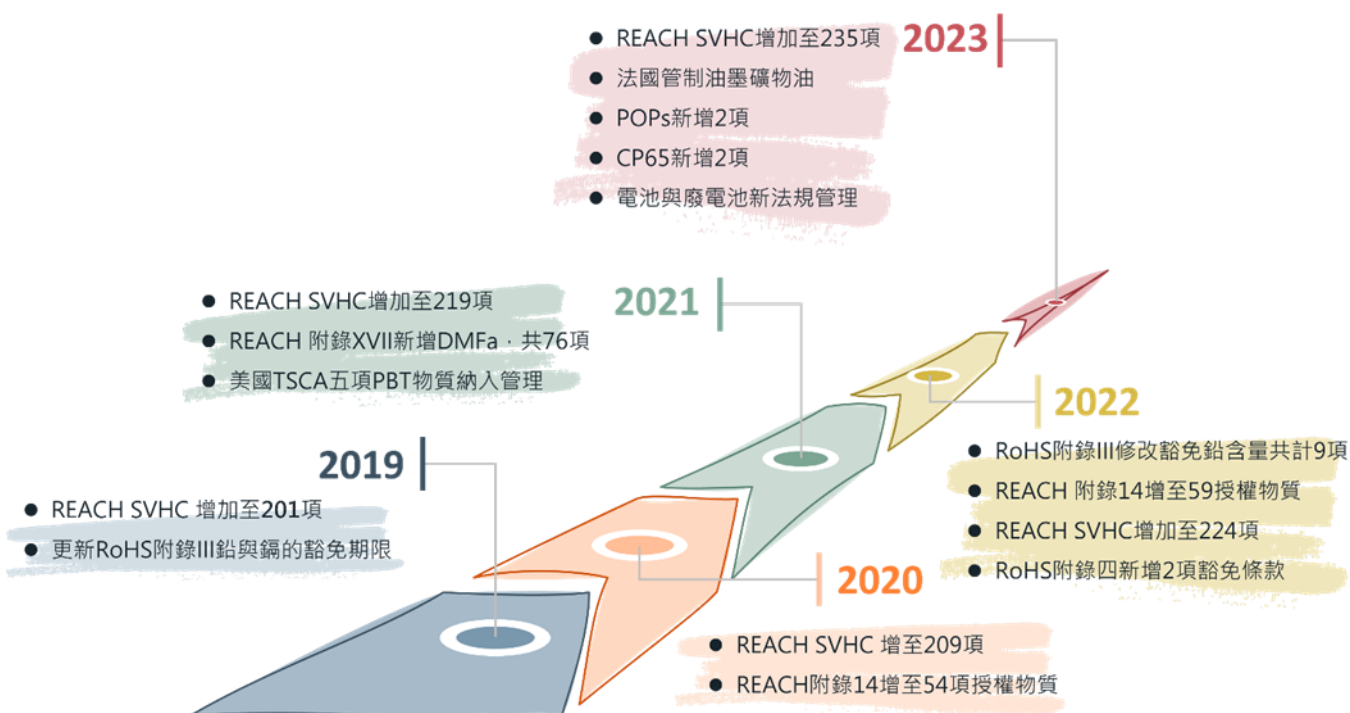 2023
● REACH SVHC增加至235項
● 法國管制油墨礦物油
● POPs新增2項
● CP65新增2項
● 電池與廢電池新法規管理
2021
● REACH SVHC增加至219項
● REACH 附錄XVII新增DMFa，共76項
● 美國TSCA五項PBT物質納入管理
2022
● RoHS附錄III修改豁免鉛含量共計9項
● REACH 附錄14增至59授權物質
● REACH SVHC增加至224項
● RoHS附錄四新增2項豁免條款
2019
● REACH SVHC 增加至201項
● 更新RoHS附錄III鉛與鎘的豁免期限
2020
● REACH SVHC 增至209項
● REACH附錄14增至54項授權物質